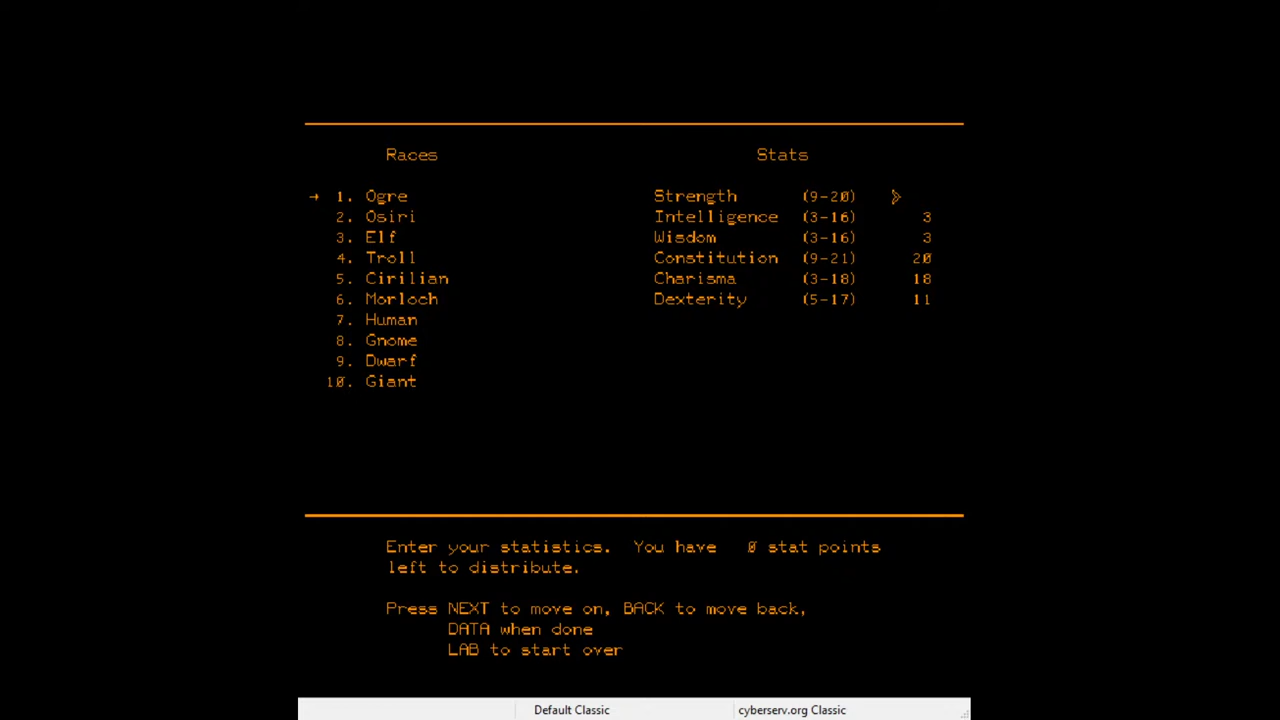 Races Stats
→ 1. Ogre Strength (9-20) >
2. Osiri Intelligence (3-16) 3
3. Elf Wisdom (3-16) 3
4. Troll Constitution (9-21) 20
5. Cirilian Charisma (3-18) 18
6. Morloch Dexterity (5-17) 11
7. Human
8. Gnome
9. Dwarf
10. Giant
Enter your statistics. You have 0 stat points
left to distribute.
Press NEXT to move on, BACK to move back,
DATA when done
LAB to start over
Default Classic cyberserv.org Classic